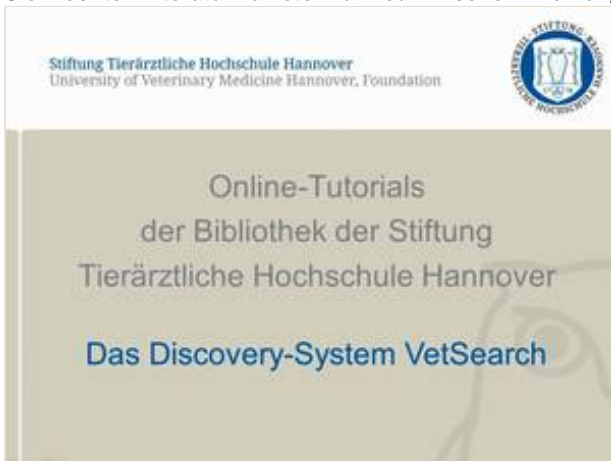 Stiftung Tierärztliche Hochschule Hannover
University of Veterinary Medicine Hannover, Foundation
Online-Tutorials
der Bibliothek der Stiftung
Tierärztliche Hochschule Hannover
Das Discovery-System VetSearch